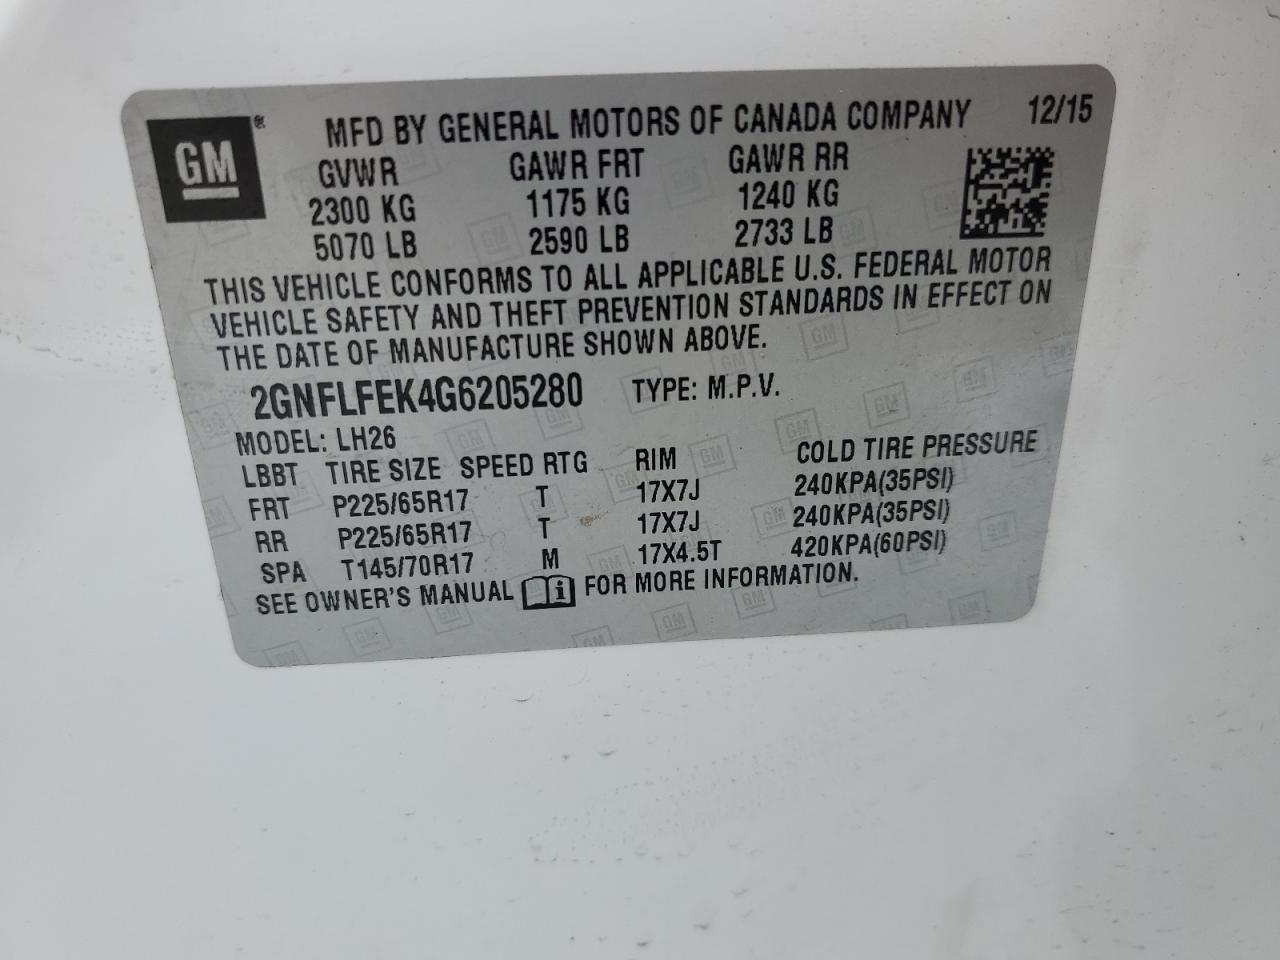 GM® MFD BY GENERAL MOTORS OF CANADA COMPANY 12/15
GVWR GAWR FRT GAWR RR
2300 KG 1175 KG 1240 KG
5070 LB 2590 LB 2733 LB
THIS VEHICLE CONFORMS TO ALL APPLICABLE U.S. FEDERAL MOTOR
VEHICLE SAFETY AND THEFT PREVENTION STANDARDS IN EFFECT ON
THE DATE OF MANUFACTURE SHOWN ABOVE.
2GNFLFEK4G6205280 TYPE: M.P.V.
MODEL: LH26
LBBT TIRE SIZE SPEED RTG RIM COLD TIRE PRESSURE
FRT P225/65R17 T 17X7J 240KPA(35PSI)
RR P225/65R17 T 17X7J 240KPA(35PSI)
SPA T145/70R17 M 17X4.5T 420KPA(60PSI)
SEE OWNER'S MANUAL i FOR MORE INFORMATION.